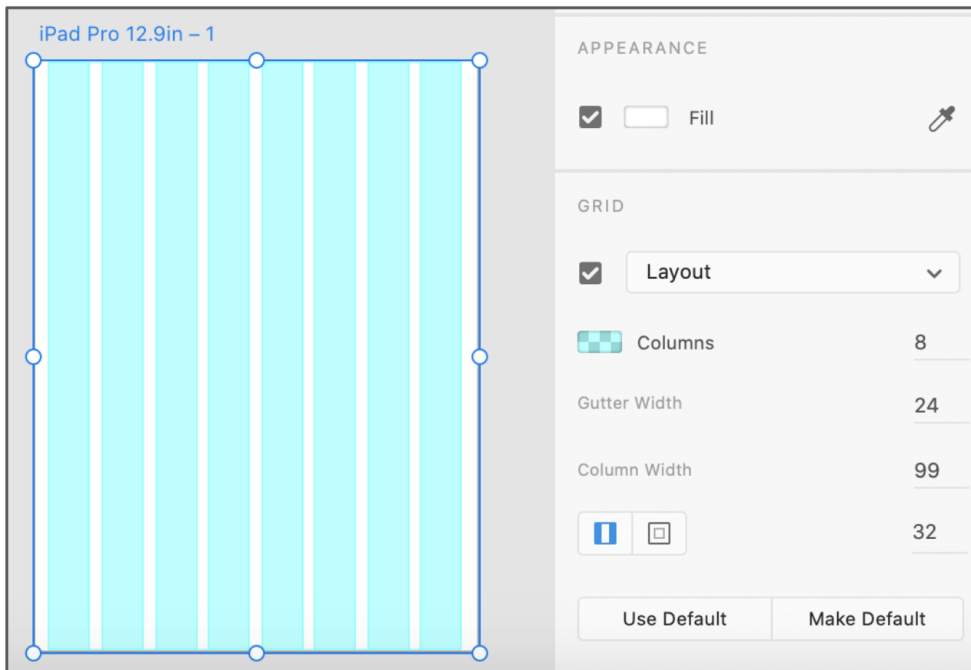 iPad Pro 12.9in – 1
APPEARANCE
Fill
GRID
Layout
Columns 8
Gutter Width 24
Column Width 99
32
Use Default Make Default